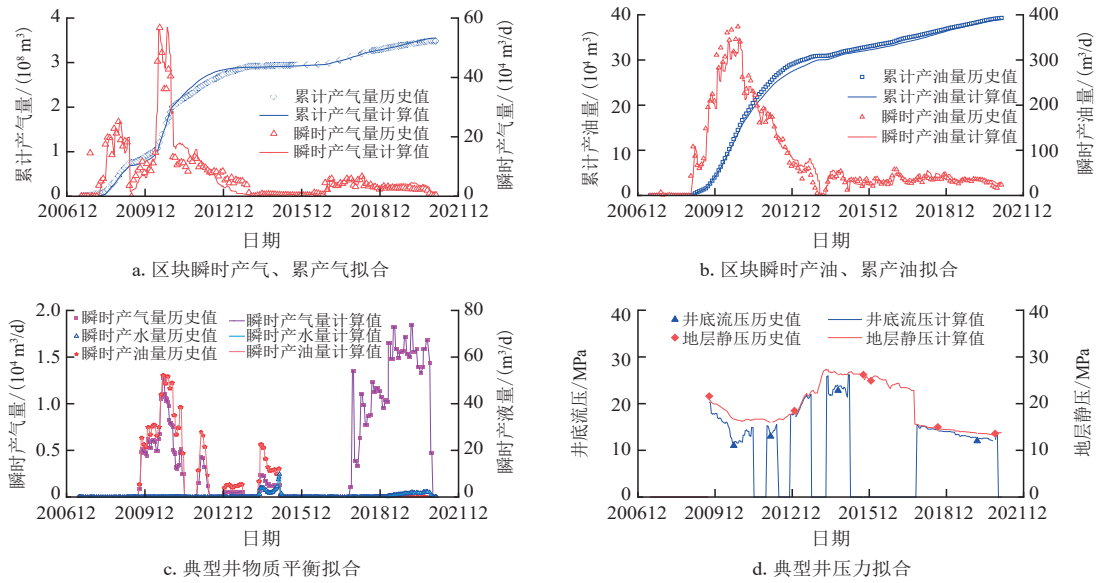 4
3
2
1
0
累计产气量/(10⁸ m³)
60
40
20
0
瞬时产气量/(10⁴ m³/d)
累计产气量历史值
累计产气量计算值
瞬时产气量历史值
瞬时产气量计算值
200612 200912 201212 201512 201812 202112
日期
a. 区块瞬时产气、累产气拟合
40
30
20
10
0
累计产油量/(10⁴ m³)
400
300
200
100
0
瞬时产油量/(m³/d)
累计产油量历史值
累计产油量计算值
瞬时产油量历史值
瞬时产油量计算值
200612 200912 201212 201512 201812 202112
日期
b. 区块瞬时产油、累产油拟合
2.0
1.5
1.0
0.5
0
瞬时产气量/(10⁴ m³/d)
80
60
40
20
0
瞬时产液量/(m³/d)
瞬时产气量历史值 瞬时产气量计算值
瞬时产水量历史值 瞬时产水量计算值
瞬时产油量历史值 瞬时产油量计算值
200612 200912 201212 201512 201812 202112
日期
c. 典型井物质平衡拟合
40
30
20
10
0
井底流压/MPa
40
30
20
10
0
地层静压/MPa
井底流压历史值 井底流压计算值
地层静压历史值 地层静压计算值
200612 200912 201212 201512 201812 202112
日期
d. 典型井压力拟合